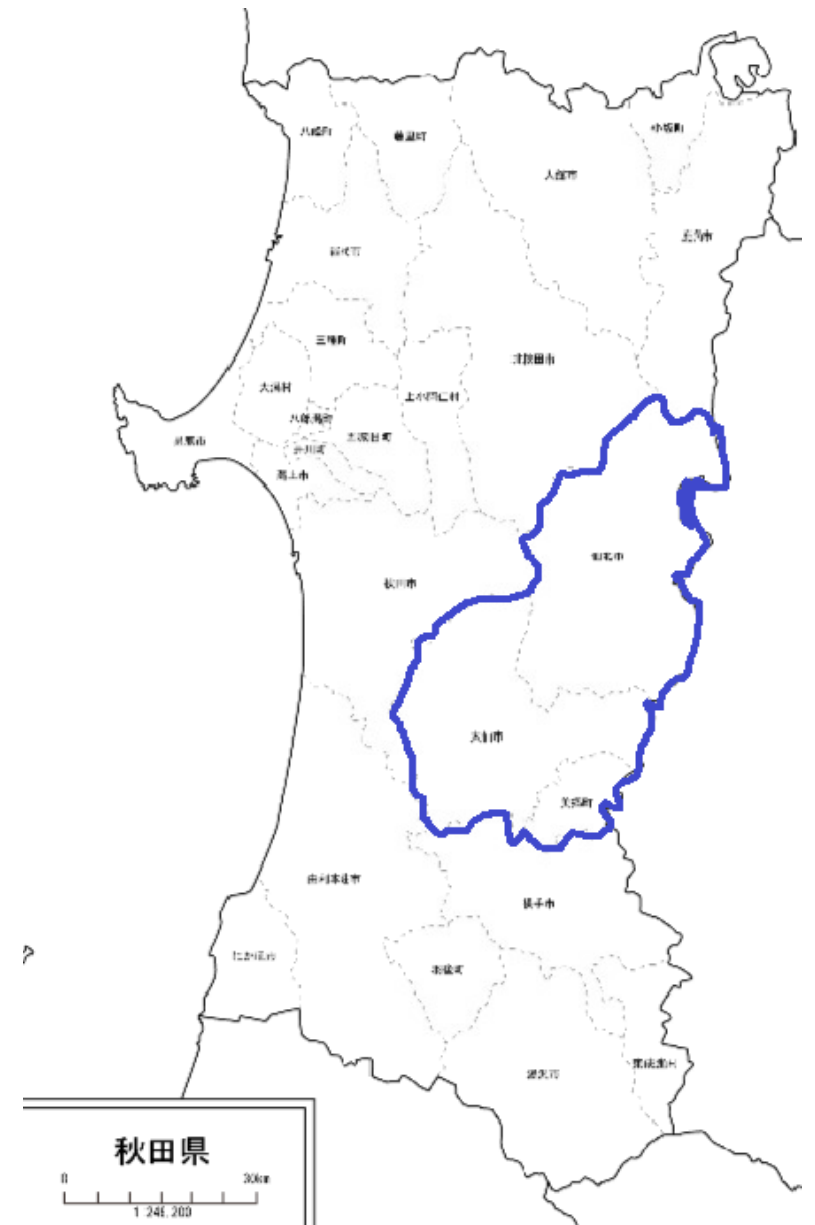 八峰町
藤里町
小坂町
大館市
鹿角市
能代市
三種町
北秋田市
大潟村
上小阿仁村
八郎潟町
五城目町
男鹿市
井川町
潟上市
仙北市
秋田市
大仙市
美郷町
由利本荘市
横手市
にかほ市
羽後町
湯沢市
東成瀬村
秋田県
0 30km
1:248,200